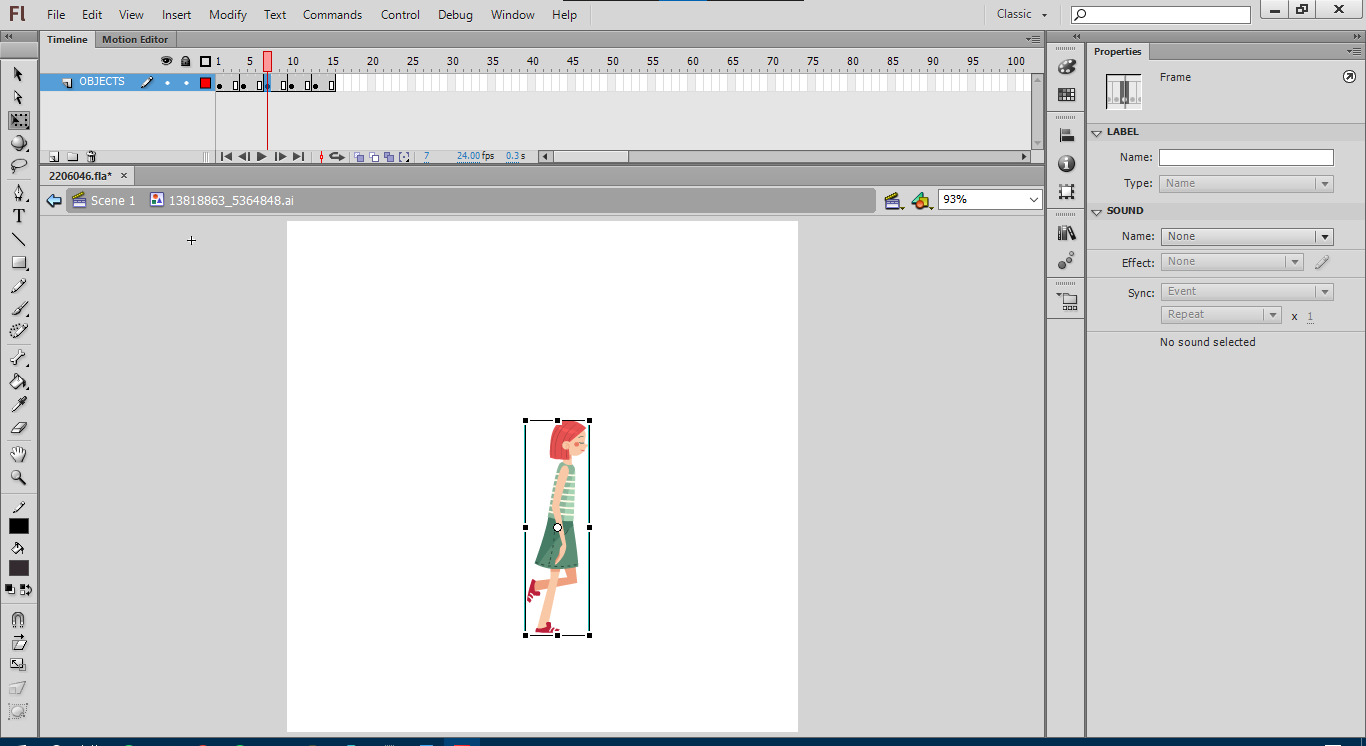 Fl File Edit View Insert Modify Text Commands Control Debug Window Help Classic
Timeline Motion Editor
1 5 10 15 20 25 30 35 40 45 50 55 60 65 70 75 80 85 90 95 100
OBJECTS
7 24.00 fps 0.3 s
2206046.fla* ×
Scene 1 13818863_5364848.ai 93%
T
Properties
Frame
LABEL
Name:
Type: Name
SOUND
Name: None
Effect: None
Sync: Event
Repeat x 1
No sound selected